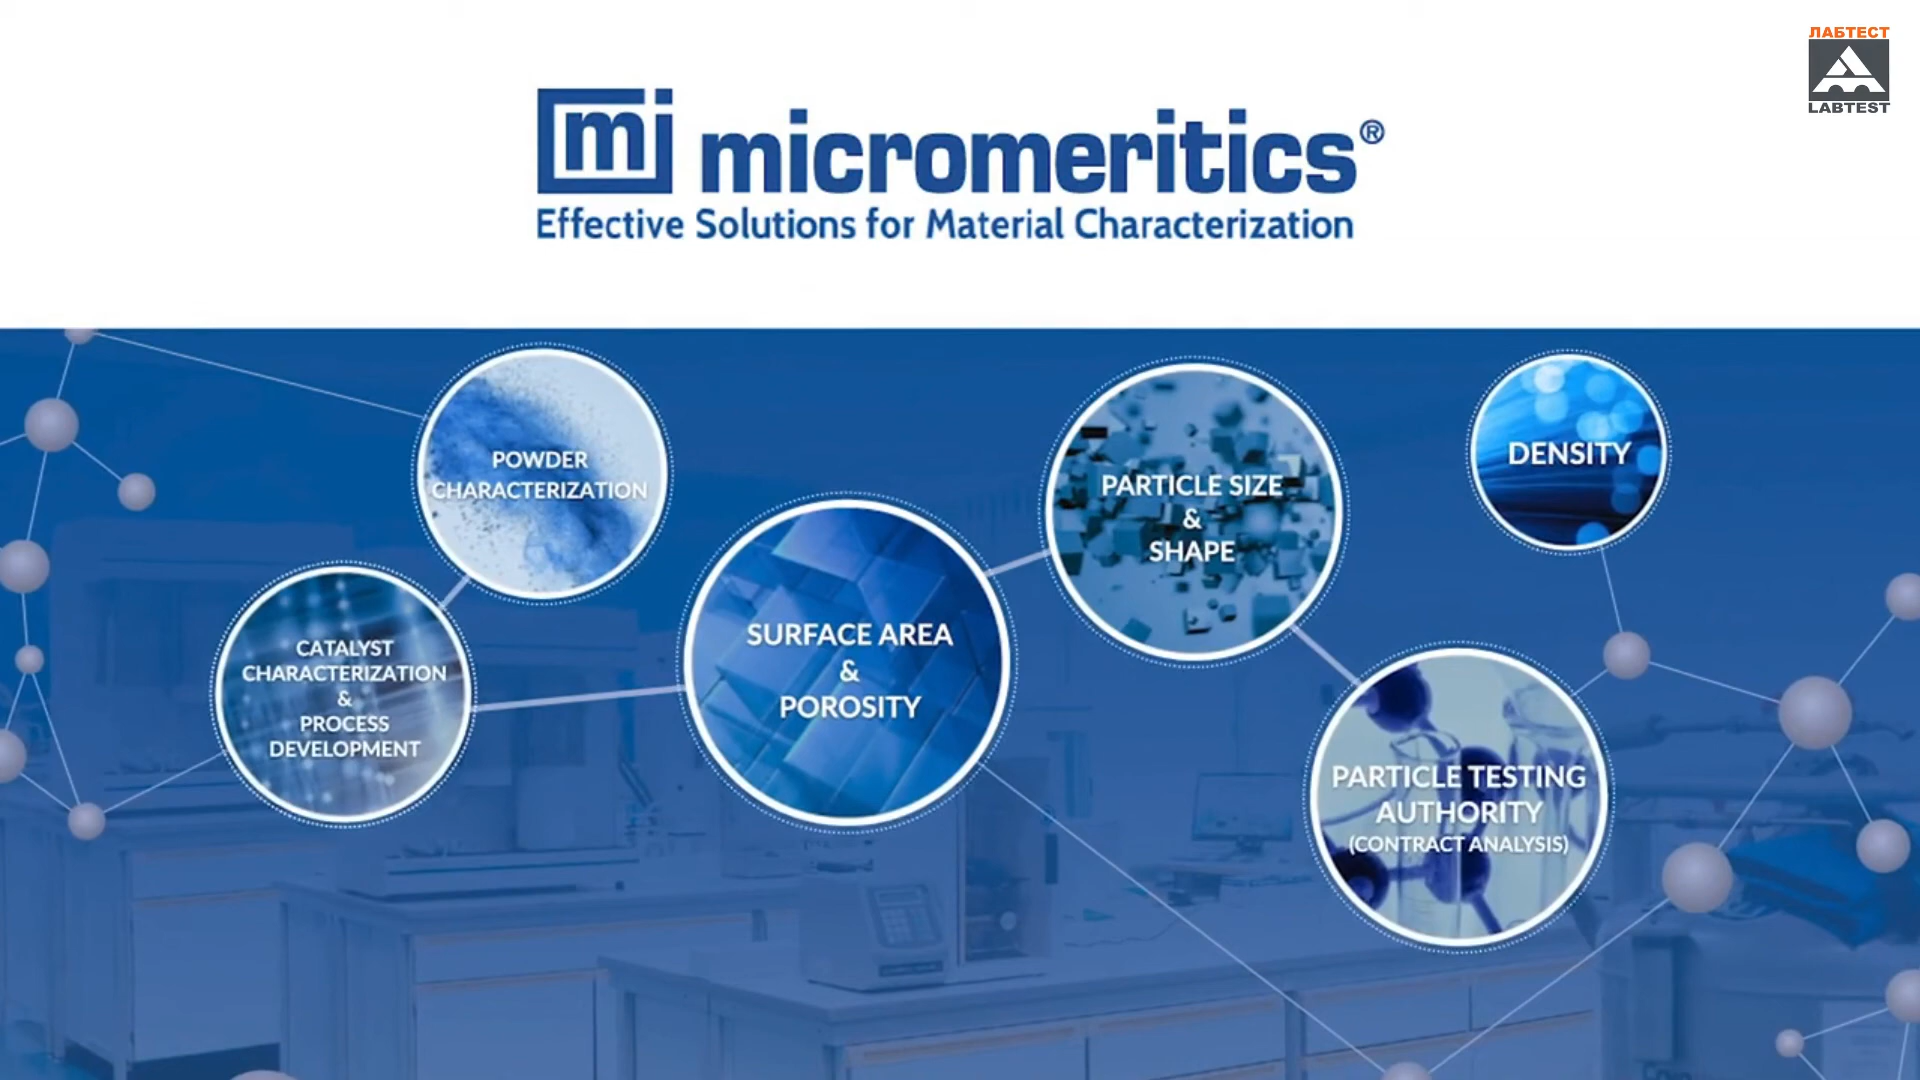 ЛАБТЕСТ
LABTEST
mi micromeritics®
Effective Solutions for Material Characterization
POWDER
CHARACTERIZATION
PARTICLE SIZE
&
SHAPE
DENSITY
CATALYST
CHARACTERIZATION
&
PROCESS
DEVELOPMENT
SURFACE AREA
&
POROSITY
PARTICLE TESTING
AUTHORITY
(CONTRACT ANALYSIS)